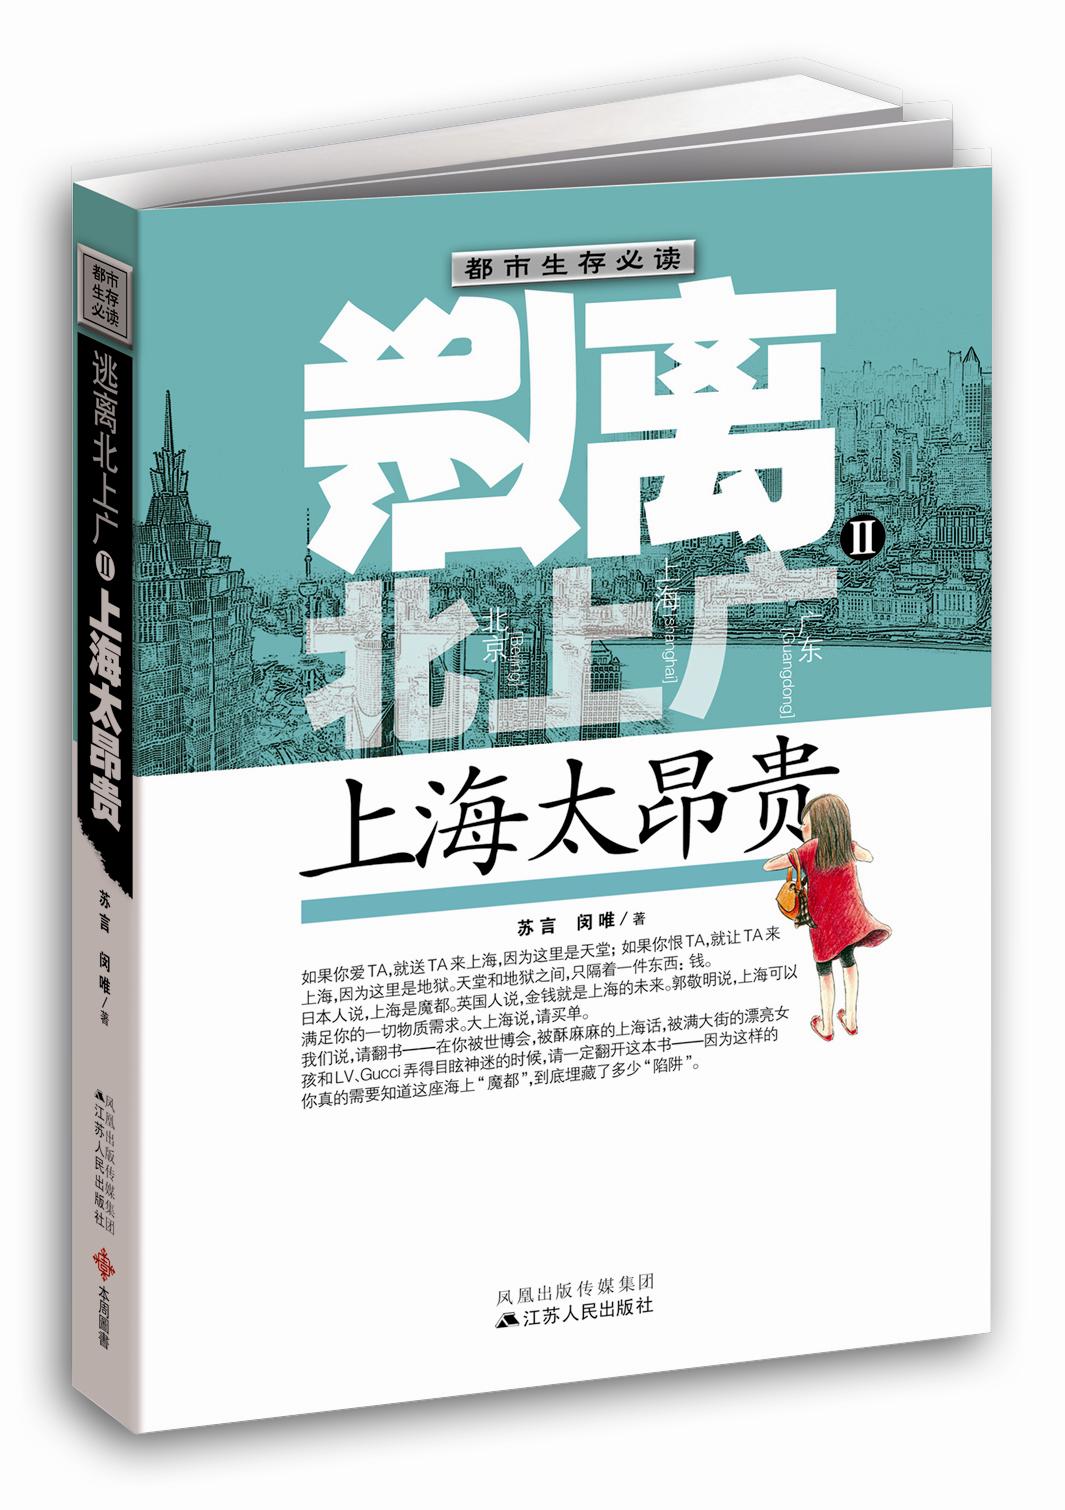 都市生存必读
逃离
II
北上广
北京
[Beijing]
上海
[Shanghai]
广东
[Guangdong]
上海太昂贵
苏言 闵唯/著
如果你爱TA,就送TA来上海,因为这里是天堂;如果你恨TA,就让TA来
上海,因为这里是地狱。天堂和地狱之间,只隔着一件东西:钱。
日本人说,上海是魔都。英国人说,金钱就是上海的未来。郭敬明说,上海可以
满足你的一切物质需求。大上海说,请买单。
我们说,请翻书——在你被世博会,被酥麻麻的上海话,被满大街的漂亮女
孩和LV、Gucci弄得目眩神迷的时候,请一定翻开这本书——因为这样的
你真的需要知道这座海上“魔都”,到底埋藏了多少“陷阱”。
凤凰出版传媒集团
江苏人民出版社
都市
生存
必读
逃离北上广II上海太昂贵
苏言 闵唯/著
凤凰出版传媒集团
江苏人民出版社
本周圖書